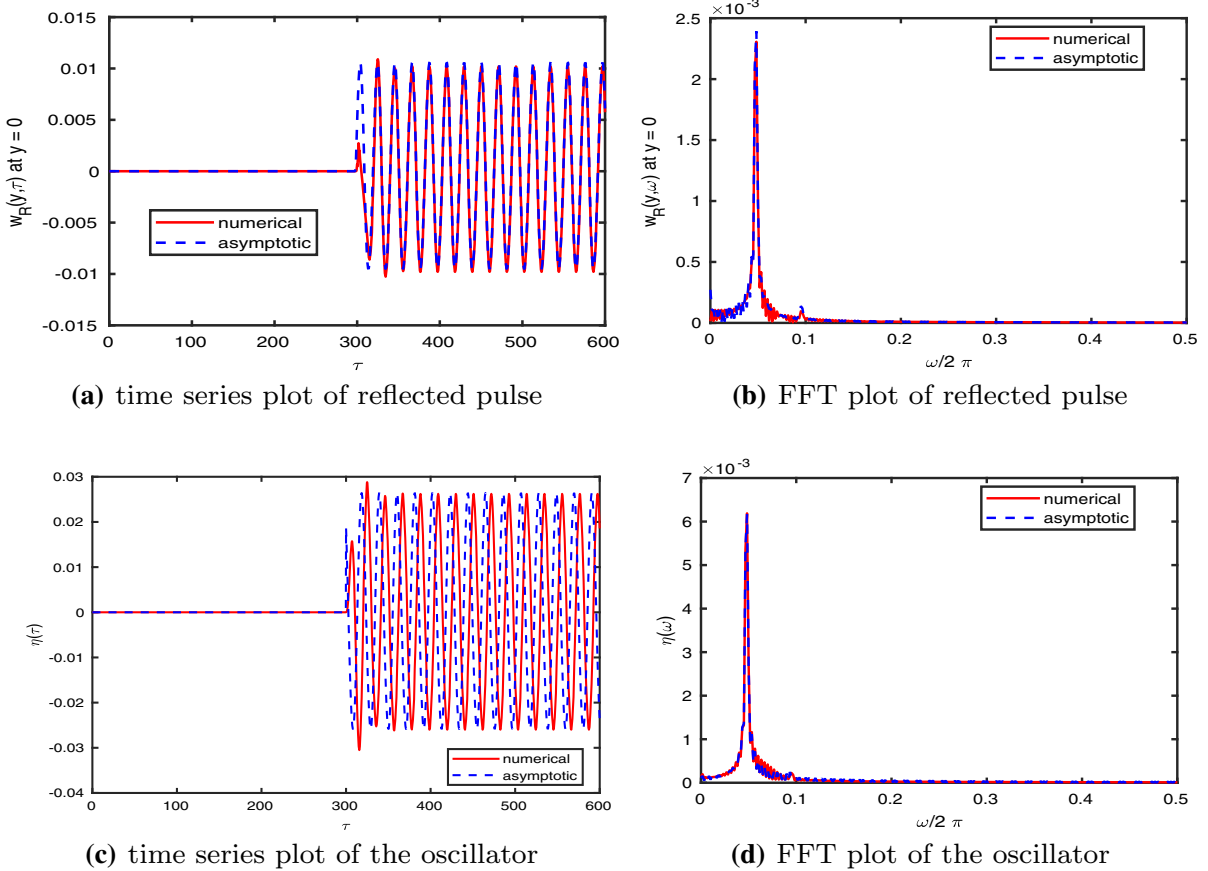 0.015
0.01
0.005
0
-0.005
-0.01
-0.015
w_R(y,τ) at y = 0
numerical
asymptotic
0 100 200 300 400 500 600
τ
(a) time series plot of reflected pulse
×10⁻³
2.5
2
1.5
1
0.5
0
w_R(y,ω) at y = 0
numerical
asymptotic
0 0.1 0.2 0.3 0.4 0.5
ω/2 π
(b) FFT plot of reflected pulse
0.03
0.02
0.01
0
-0.01
-0.02
-0.03
-0.04
η(τ)
numerical
asymptotic
0 100 200 300 400 500 600
τ
(c) time series plot of the oscillator
×10⁻³
7
6
5
4
3
2
1
0
η(ω)
numerical
asymptotic
0 0.1 0.2 0.3 0.4 0.5
ω/2 π
(d) FFT plot of the oscillator